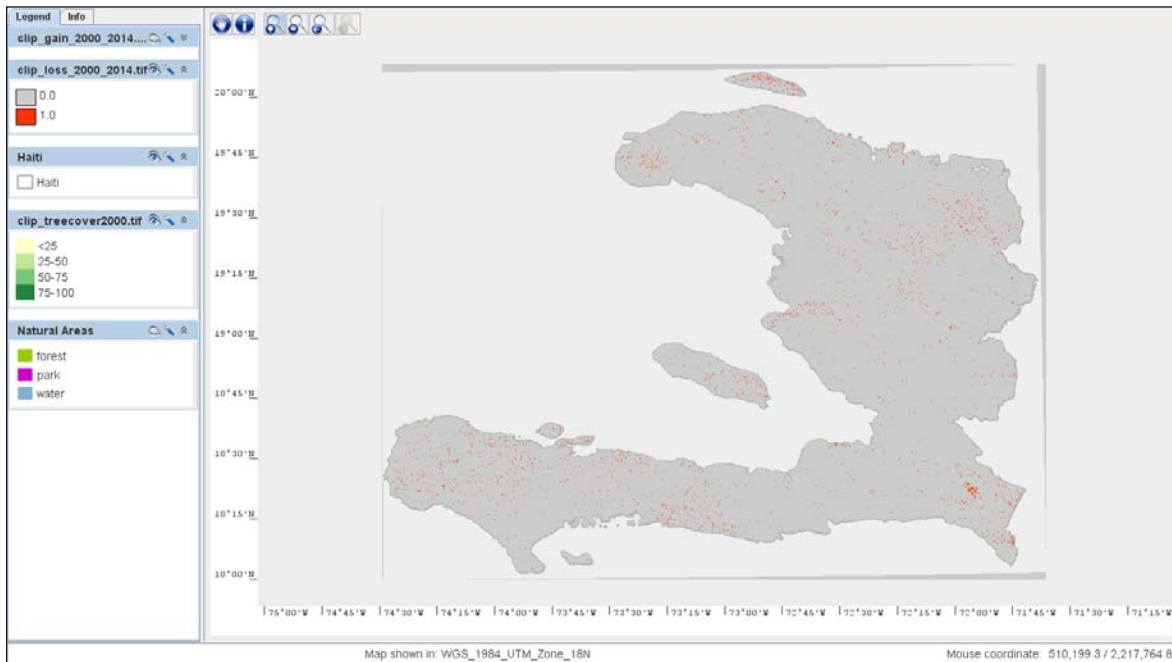 Legend Info
clip_gain_2000_2014....
clip_loss_2000_2014.tif
0.0
1.0
Haiti
Haiti
clip_treecover2000.tif
<25
25-50
50-75
75-100
Natural Areas
forest
park
water
20°00'N
19°45'N
19°30'N
19°15'N
19°00'N
18°45'N
18°30'N
18°15'N
18°00'N
75°00'W 74°45'W 74°30'W 74°15'W 74°00'W 73°45'W 73°30'W 73°15'W 73°00'W 72°45'W 72°30'W 72°15'W 72°00'W 71°45'W 71°30'W 71°15'W
Map shown in: WGS_1984_UTM_Zone_18N Mouse coordinate: 510,199.3 / 2,217,764.8